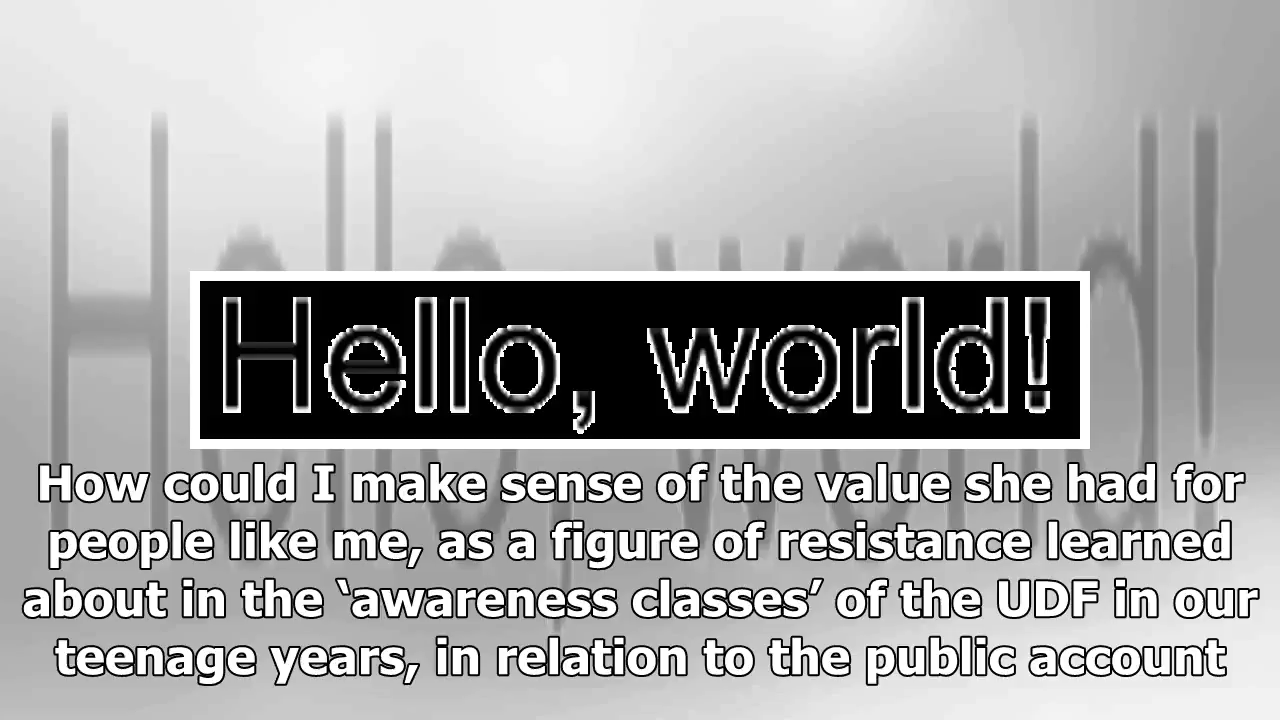 Hello, world!
How could I make sense of the value she had for
people like me, as a figure of resistance learned
about in the ‘awareness classes’ of the UDF in our
teenage years, in relation to the public account